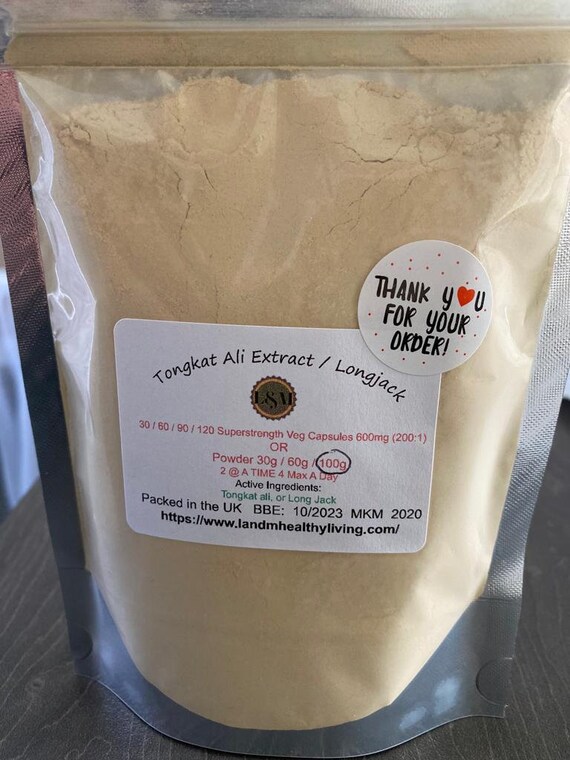 THANK YOU
FOR YOUR
ORDER!
Tongkat Ali Extract / Longjack
L&M
30 / 60 / 90 / 120 Superstrength Veg Capsules 600mg (200:1)
OR
Powder 30g / 60g / 100g
2 @ A TIME 4 Max A Day
Active Ingredients:
Tongkat ali, or Long Jack
Packed in the UK BBE: 10/2023 MKM 2020
https://www.landmhealthyliving.com/